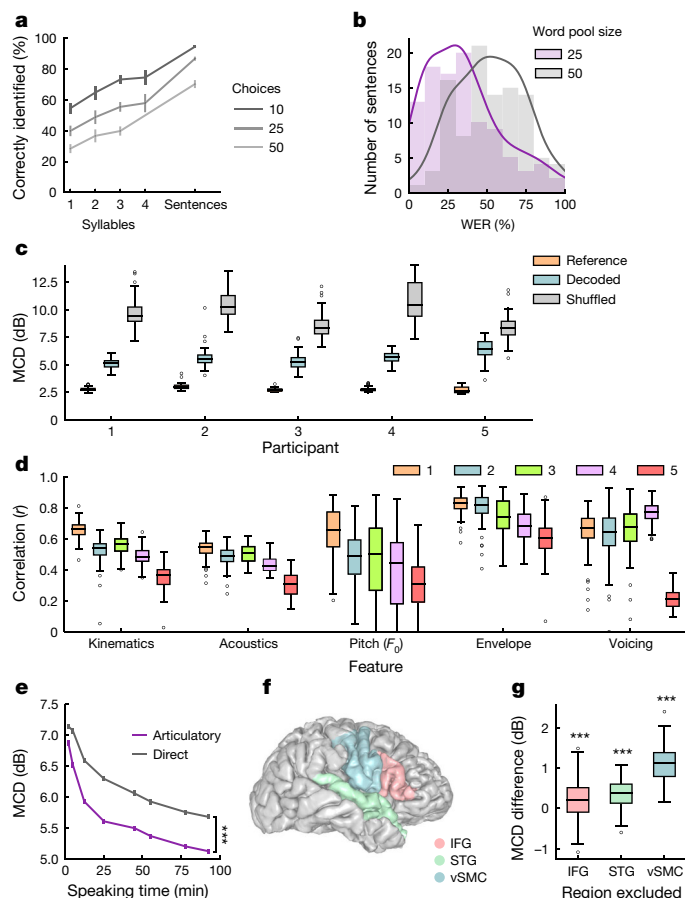 a
Correctly identified (%)
100
80
60
40
20
0
1 2 3 4 Sentences
Syllables
Choices
10
25
50
b
Number of sentences
20
15
10
5
0
0 25 50 75 100
WER (%)
Word pool size
25
50
c
MCD (dB)
12.5
10.0
7.5
5.0
2.5
0
1 2 3 4 5
Participant
Reference
Decoded
Shuffled
d
1 2 3 4 5
Correlation (r)
1.0
0.8
0.6
0.4
0.2
0
Kinematics Acoustics Pitch (F0) Envelope Voicing
Feature
e
MCD (dB)
7.5
7.0
6.5
6.0
5.5
5.0
0 25 50 75 100
Speaking time (min)
Articulatory
Direct
***
f
IFG
STG
vSMC
g
MCD difference (dB)
2
1
0
–1
*** *** ***
IFG STG vSMC
Region excluded